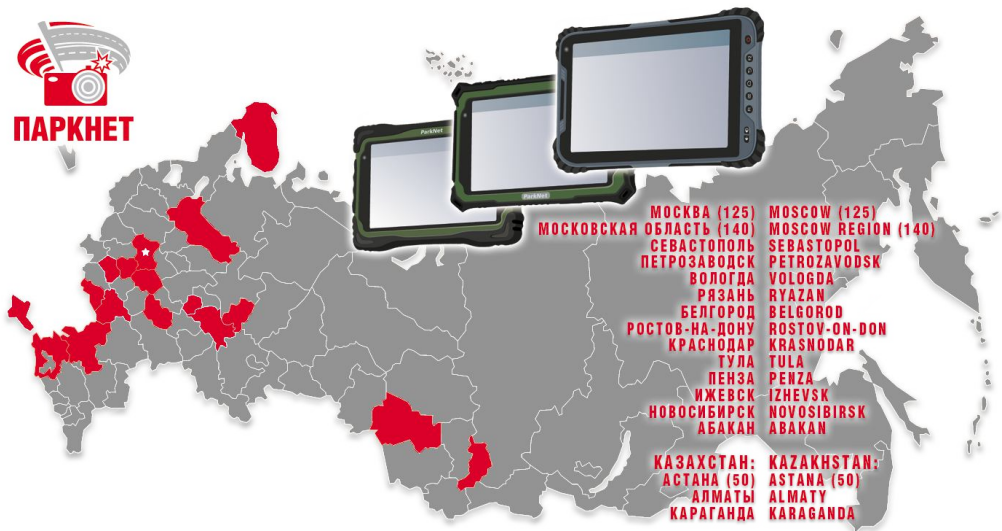 ПАРКНЕТ
ParkNet
ParkNet
МОСКВА (125) MOSCOW (125)
МОСКОВСКАЯ ОБЛАСТЬ (140) MOSCOW REGION (140)
СЕВАСТОПОЛЬ SEBASTOPOL
ПЕТРОЗАВОДСК PETROZAVODSK
ВОЛОГДА VOLOGDA
РЯЗАНЬ RYAZAN
БЕЛГОРОД BELGOROD
РОСТОВ-НА-ДОНУ ROSTOV-ON-DON
КРАСНОДАР KRASNODAR
ТУЛА TULA
ПЕНЗА PENZA
ИЖЕВСК IZHEVSK
НОВОСИБИРСК NOVOSIBIRSK
АБАКАН ABAKAN
КАЗАХСТАН: KAZAKHSTAN:
АСТАНА (50) ASTANA (50)
АЛМАТЫ ALMATY
КАРАГАНДА KARAGANDA